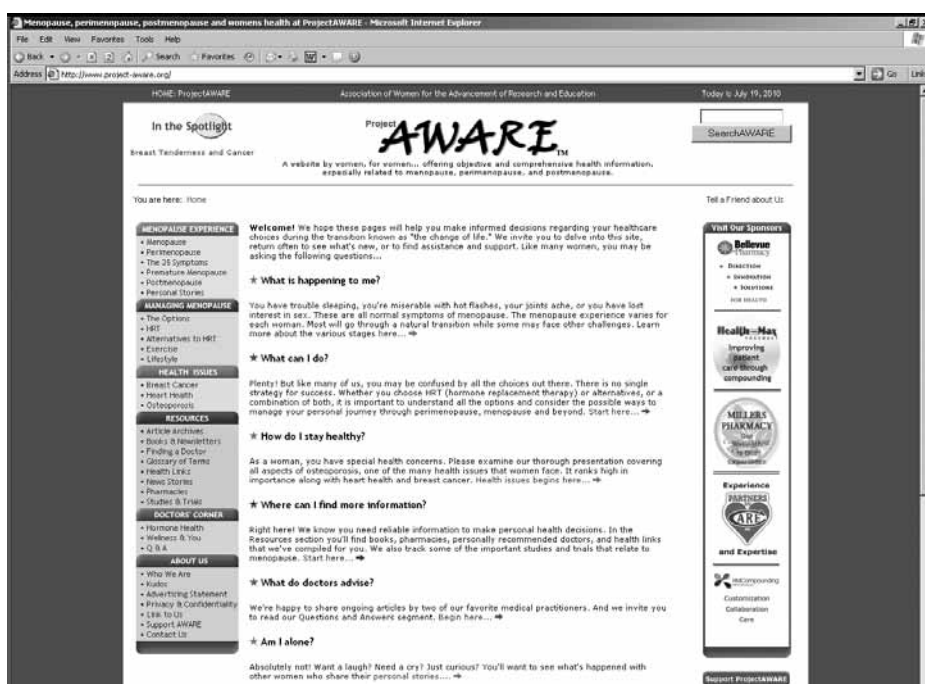 Menopause, perimenopause, postmenopause and womens health at ProjectAWARE - Microsoft Internet Explorer
File Edit View Favorites Tools Help
Back Search Favorites
Address http://www.project-aware.org/ Go Links
HOME: ProjectAWARE Association of Women for the Advancement of Research and Education Today is July 19, 2010
In the Spotlight
Breast Tenderness and Cancer
Project AWARE TM
A website by women, for women... offering objective and comprehensive health information,
especially related to menopause, perimenopause, and postmenopause.
SearchAWARE
You are here: Home Tell a Friend about Us
MENOPAUSE EXPERIENCE
• Menopause
• Perimenopause
• The 35 Symptoms
• Premature Menopause
• Postmenopause
• Personal Stories
MANAGING MENOPAUSE
• The Options
• HRT
• Alternatives to HRT
• Exercise
• Lifestyle
HEALTH ISSUES
• Breast Cancer
• Heart Health
• Osteoporosis
RESOURCES
• Article Archives
• Books & Newsletters
• Finding a Doctor
• Glossary of Terms
• Health Links
• News Stories
• Pharmacies
• Studies & Trials
DOCTORS' CORNER
• Hormone Health
• Wellness & You
• Q & A
ABOUT US
• Who We Are
• Kudos
• Advertising Statement
• Privacy & Confidentiality
• Link to Us
• Support AWARE
• Contact Us
Welcome! We hope these pages will help you make informed decisions regarding your healthcare
choices during the transition known as "the change of life." We invite you to delve into this site,
return often to see what's new, or to find assistance and support. Like many women, you may be
asking the following questions...
★ What is happening to me?
You have trouble sleeping, you're miserable with hot flashes, your joints ache, or you have lost
interest in sex. These are all normal symptoms of menopause. The menopause experience varies for
each woman. Most will go through a natural transition while some may face other challenges. Learn
more about the various stages here... ➔
★ What can I do?
Plenty! But like many of us, you may be confused by all the choices out there. There is no single
strategy for success. Whether you choose HRT (hormone replacement therapy) or alternatives, or a
combination of both, it is important to understand all the options and consider the possible ways to
manage your personal journey through perimenopause, menopause and beyond. Start here... ➔
★ How do I stay healthy?
As a woman, you have special health concerns. Please examine our thorough presentation covering
all aspects of osteoporosis, one of the many health issues that women face. It ranks high in
importance along with heart health and breast cancer. Health issues begins here... ➔
★ Where can I find more information?
Right here! We know you need reliable information to make personal health decisions. In the
Resources section you'll find books, pharmacies, personally recommended doctors, and health links
that we've compiled for you. We also track some of the important studies and trials that relate to
menopause. Start here... ➔
★ What do doctors advise?
We're happy to share ongoing articles by two of our favorite medical practitioners. And we invite you
to read our Questions and Answers segment. Begin here... ➔
★ Am I alone?
Absolutely not! Want a laugh? Need a cry? Just curious? You'll want to see what's happened with
other women who share their personal stories.... ➔
Visit Our Sponsors
Bellevue
Pharmacy
• DIRECTION
• INNOVATION
• SOLUTIONS
FOR HEALTH
Improving
patient
care through
compounding
MILLERS
PHARMACY
Experience
PARTNERS
CARE
and Expertise
Customization
Collaboration
Care
Support ProjectAWARE